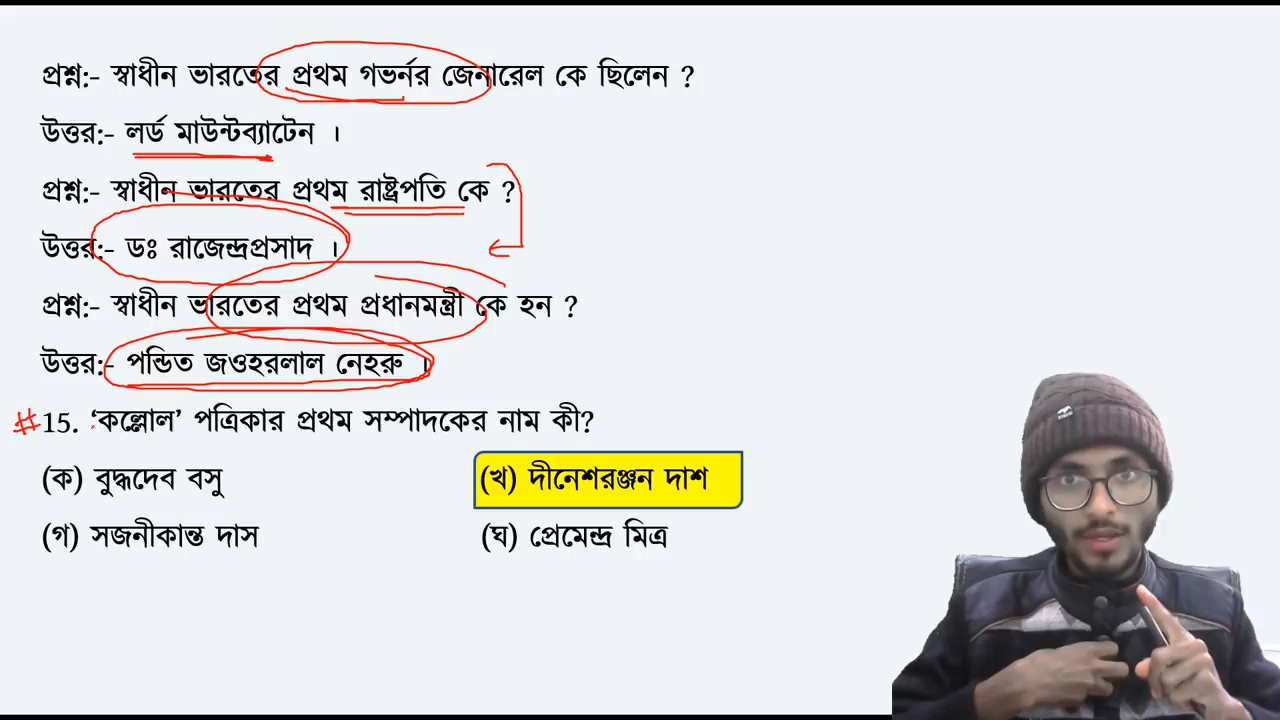 প্রশ্ন:- স্বাধীন ভারতের প্রথম গভর্নর জেনারেল কে ছিলেন ?
উত্তর:- লর্ড মাউন্টব্যাটেন ।
প্রশ্ন:- স্বাধীন ভারতের প্রথম রাষ্ট্রপতি কে ?
উত্তর:- ডঃ রাজেন্দ্রপ্রসাদ ।
প্রশ্ন:- স্বাধীন ভারতের প্রথম প্রধানমন্ত্রী কে হন ?
উত্তর:- পন্ডিত জওহরলাল নেহরু ।
#15. ‘কল্লোল’ পত্রিকার প্রথম সম্পাদকের নাম কী?
(ক) বুদ্ধদেব বসু (খ) দীনেশরঞ্জন দাশ
(গ) সজনীকান্ত দাস (ঘ) প্রেমেন্দ্র মিত্র